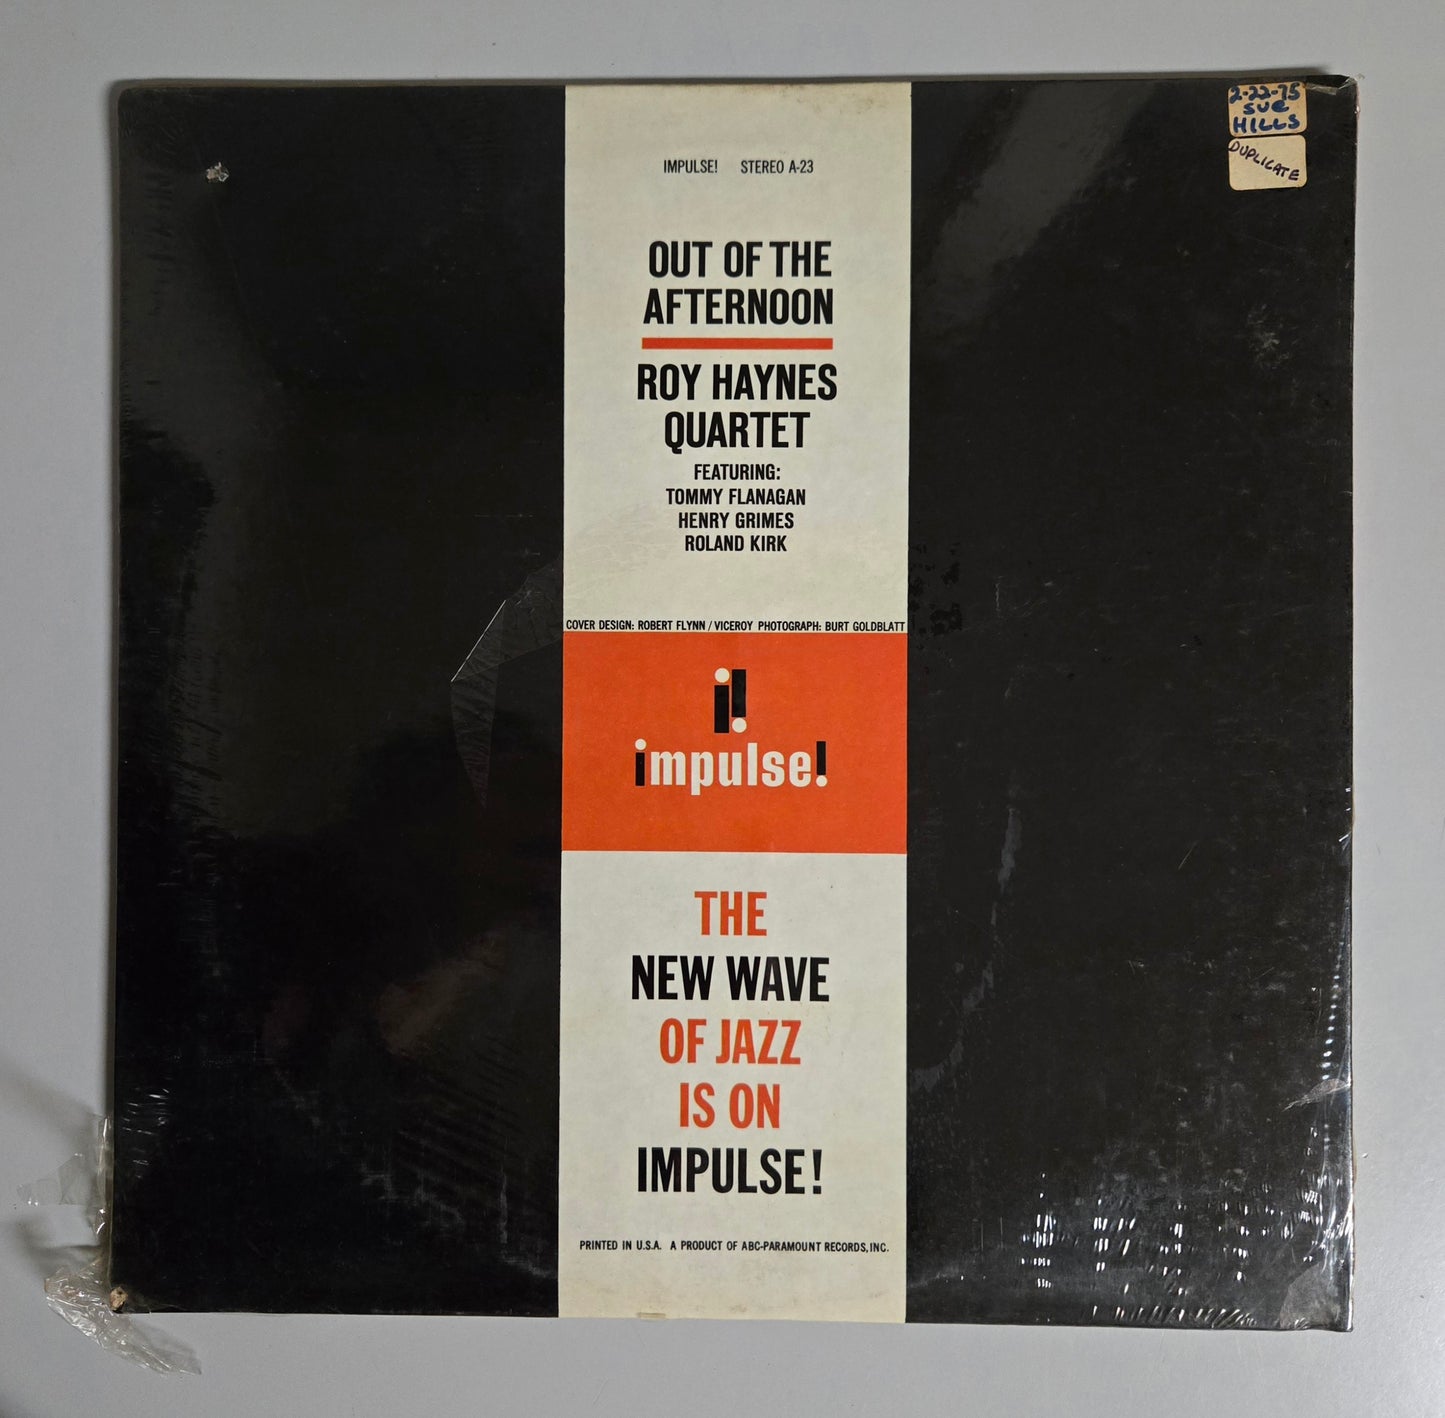 2-22-75
SUE
HILLS
DUPLICATE
IMPULSE! STEREO A-23
OUT OF THE
AFTERNOON
ROY HAYNES
QUARTET
FEATURING:
TOMMY FLANAGAN
HENRY GRIMES
ROLAND KIRK
COVER DESIGN: ROBERT FLYNN / VICEROY PHOTOGRAPH: BURT GOLDBLATT
i!
impulse!
THE
NEW WAVE
OF JAZZ
IS ON
IMPULSE!
PRINTED IN U.S.A. A PRODUCT OF ABC-PARAMOUNT RECORDS, INC.